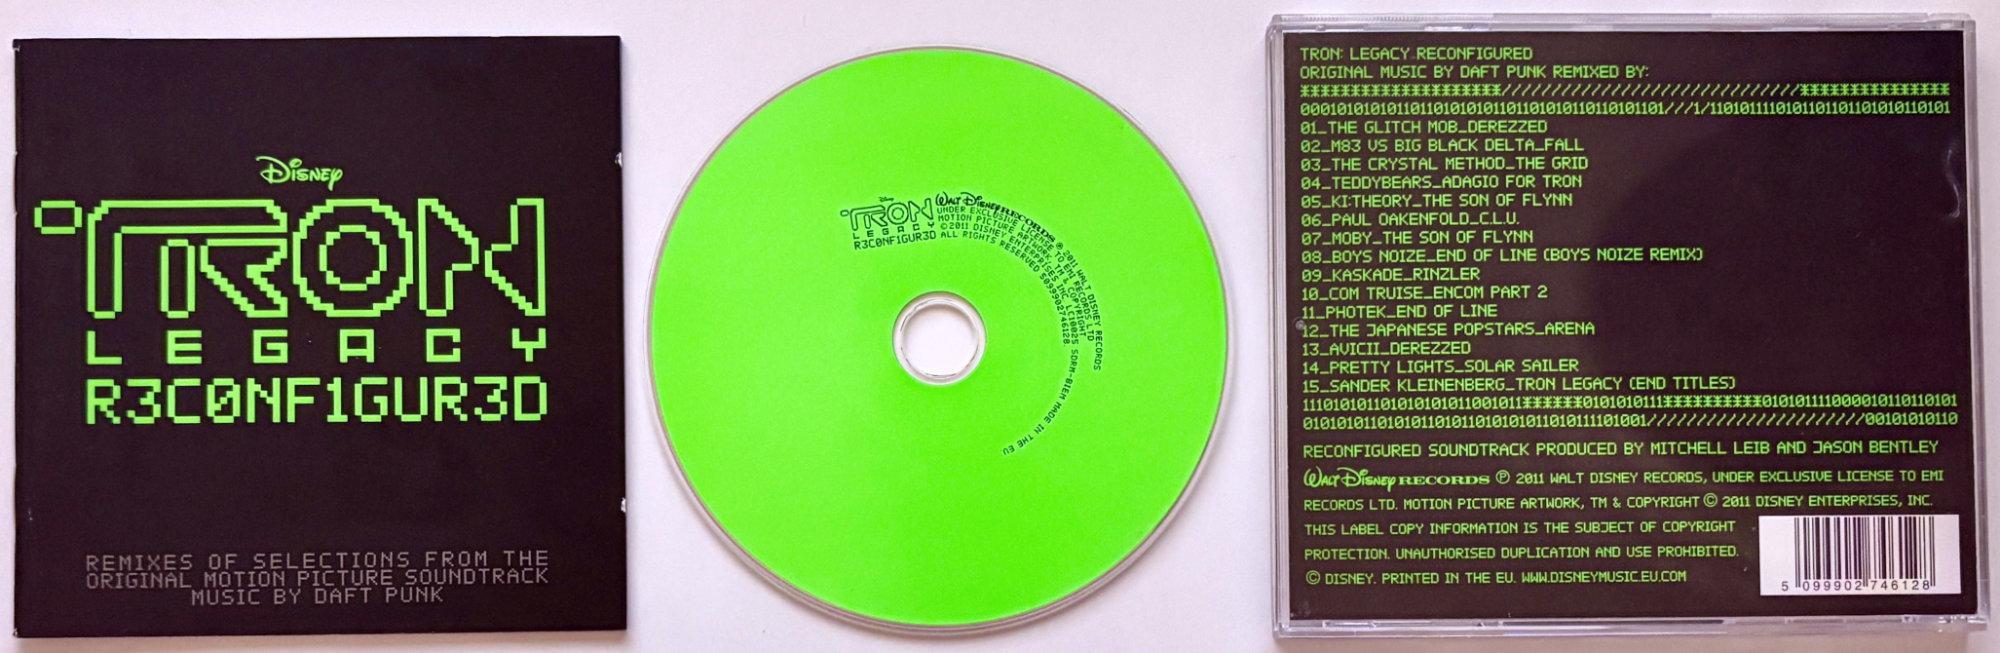 Disney
TRON
LEGACY
R3C0NF1GUR3D
REMIXES OF SELECTIONS FROM THE
ORIGINAL MOTION PICTURE SOUNDTRACK
MUSIC BY DAFT PUNK
Disney
TRON
LEGACY
R3C0NF1GUR3D
WALT DISNEY RECORDS ℗ 2011 WALT DISNEY RECORDS
UNDER EXCLUSIVE LICENSE TO EMI RECORDS LTD
MOTION PICTURE ARTWORK, TM & COPYRIGHT
©2011 DISNEY ENTERPRISES INC. LC10025 SDRM-BIEM MADE IN THE EU
ALL RIGHTS RESERVED 5099902746128
TRON: LEGACY RECONFIGURED
ORIGINAL MUSIC BY DAFT PUNK REMIXED BY:
01_THE GLITCH MOB_DEREZZED
02_M83 VS BIG BLACK DELTA_FALL
03_THE CRYSTAL METHOD_THE GRID
04_TEDDYBEARS_ADAGIO FOR TRON
05_KI:THEORY_THE SON OF FLYNN
06_PAUL OAKENFOLD_C.L.U.
07_MOBY_THE SON OF FLYNN
08_BOYS NOIZE_END OF LINE (BOYS NOIZE REMIX)
09_KASKADE_RINZLER
10_COM TRUISE_ENCOM PART 2
11_PHOTEK_END OF LINE
12_THE JAPANESE POPSTARS_ARENA
13_AVICII_DEREZZED
14_PRETTY LIGHTS_SOLAR SAILER
15_SANDER KLEINENBERG_TRON LEGACY (END TITLES)
RECONFIGURED SOUNDTRACK PRODUCED BY MITCHELL LEIB AND JASON BENTLEY
WALT DISNEY RECORDS ℗ 2011 WALT DISNEY RECORDS, UNDER EXCLUSIVE LICENSE TO EMI
RECORDS LTD. MOTION PICTURE ARTWORK, TM & COPYRIGHT © 2011 DISNEY ENTERPRISES, INC.
THIS LABEL COPY INFORMATION IS THE SUBJECT OF COPYRIGHT
PROTECTION. UNAUTHORISED DUPLICATION AND USE PROHIBITED.
© DISNEY. PRINTED IN THE EU. WWW.DISNEYMUSIC.EU.COM
5 099902 746128